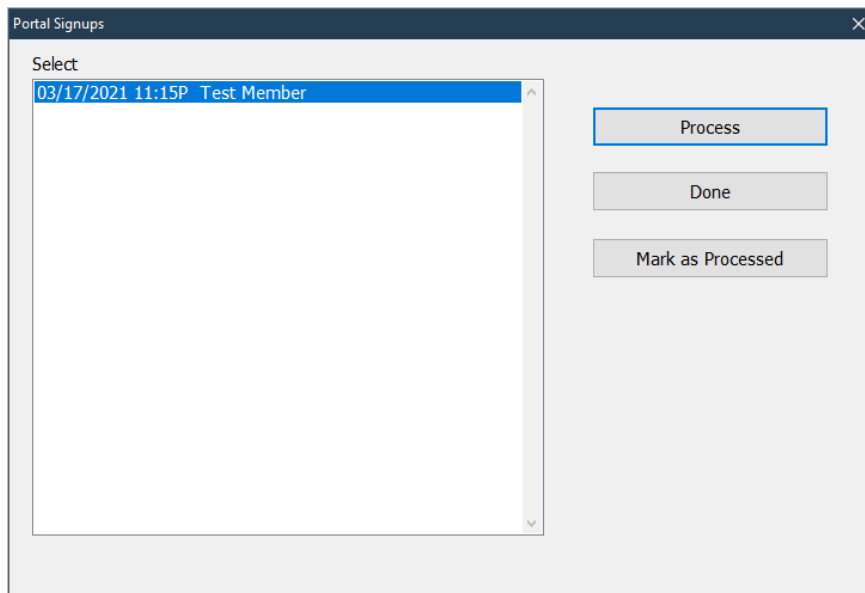 Portal Signups
Select
03/17/2021 11:15P Test Member
Process
Done
Mark as Processed